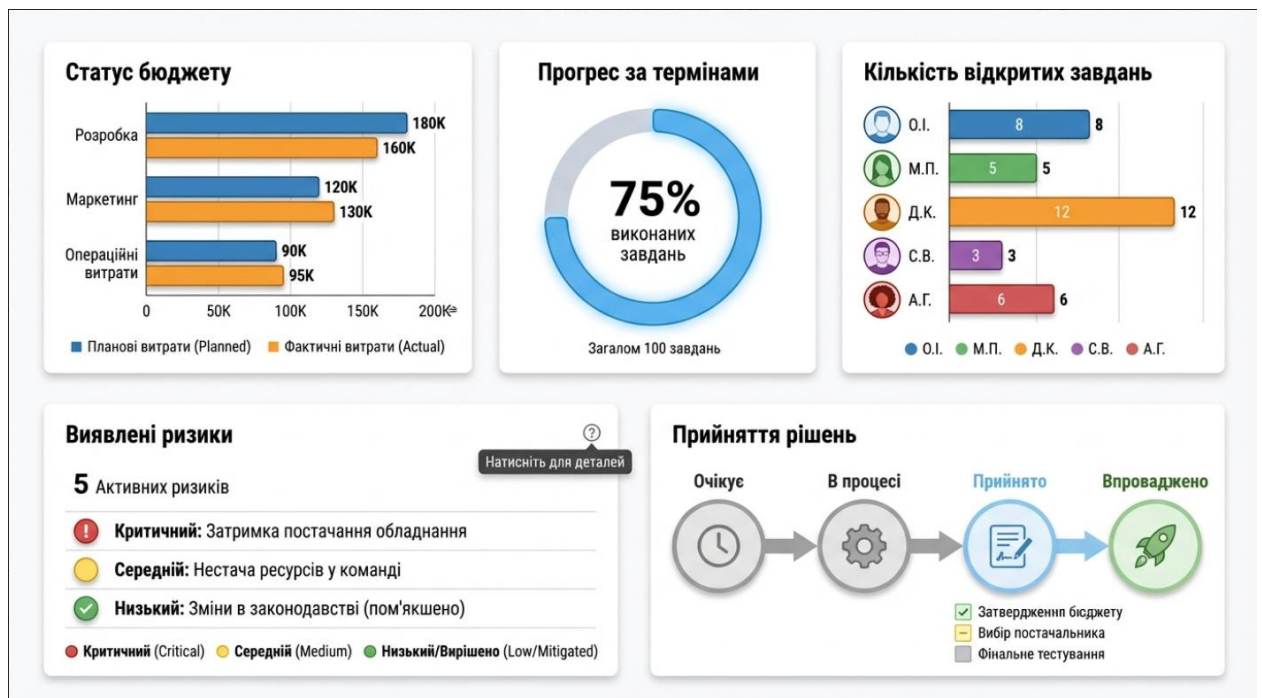 Статус бюджету
Розробка
180K
160K
Маркетинг
120K
130K
Операційні
витрати
90K
95K
0 50K 100K 150K 200K
Планові витрати (Planned) Фактичні витрати (Actual)
Прогрес за термінами
75%
виконаних
завдань
Загалом 100 завдань
Кількість відкритих завдань
О.І. 8 8
М.П. 5 5
Д.К. 12 12
С.В. 3 3
А.Г. 6 6
О.І. М.П. Д.К. С.В. А.Г.
Виявлені ризики
?
Натисніть для деталей
5 Активних ризиків
Критичний: Затримка постачання обладнання
Середній: Нестача ресурсів у команді
Низький: Зміни в законодавстві (пом'якшено)
Критичний (Critical) Середній (Medium) Низький/Вирішено (Low/Mitigated)
Прийняття рішень
Очікує В процесі Прийнято Впроваджено
Затвердження бюджету
Вибір постачальника
Фінальне тестування